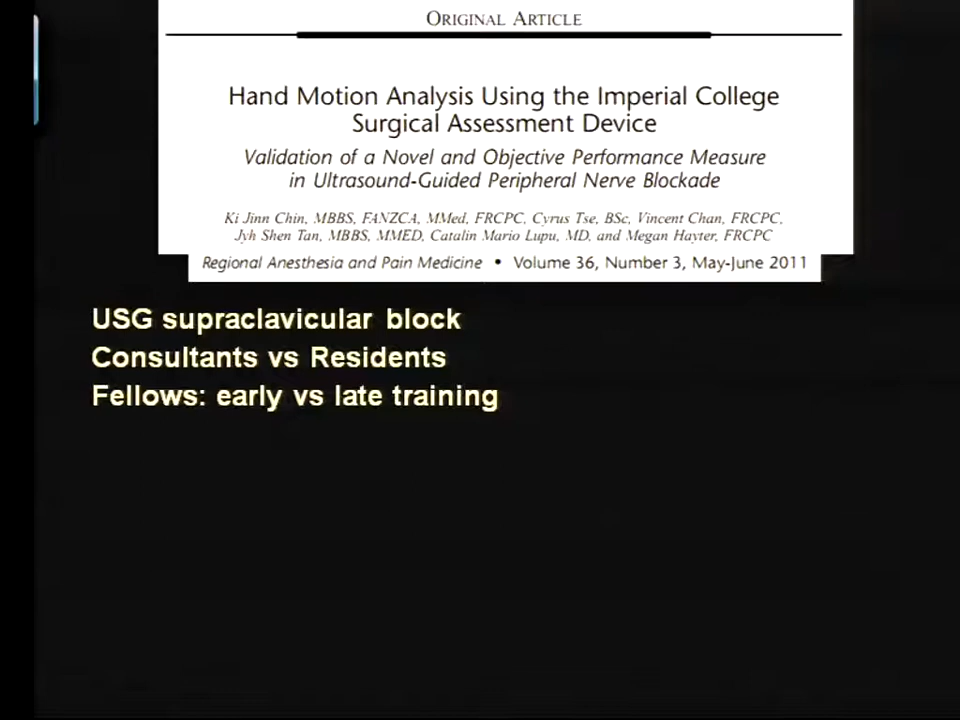 ORIGINAL ARTICLE
Hand Motion Analysis Using the Imperial College
Surgical Assessment Device
Validation of a Novel and Objective Performance Measure
in Ultrasound-Guided Peripheral Nerve Blockade
Ki Jinn Chin, MBBS, FANZCA, MMed, FRCPC, Cyrus Tse, BSc, Vincent Chan, FRCPC,
Jyh Shen Tan, MBBS, MMED, Catalin Mario Lupu, MD, and Megan Hayter, FRCPC
Regional Anesthesia and Pain Medicine • Volume 36, Number 3, May-June 2011
USG supraclavicular block
Consultants vs Residents
Fellows: early vs late training